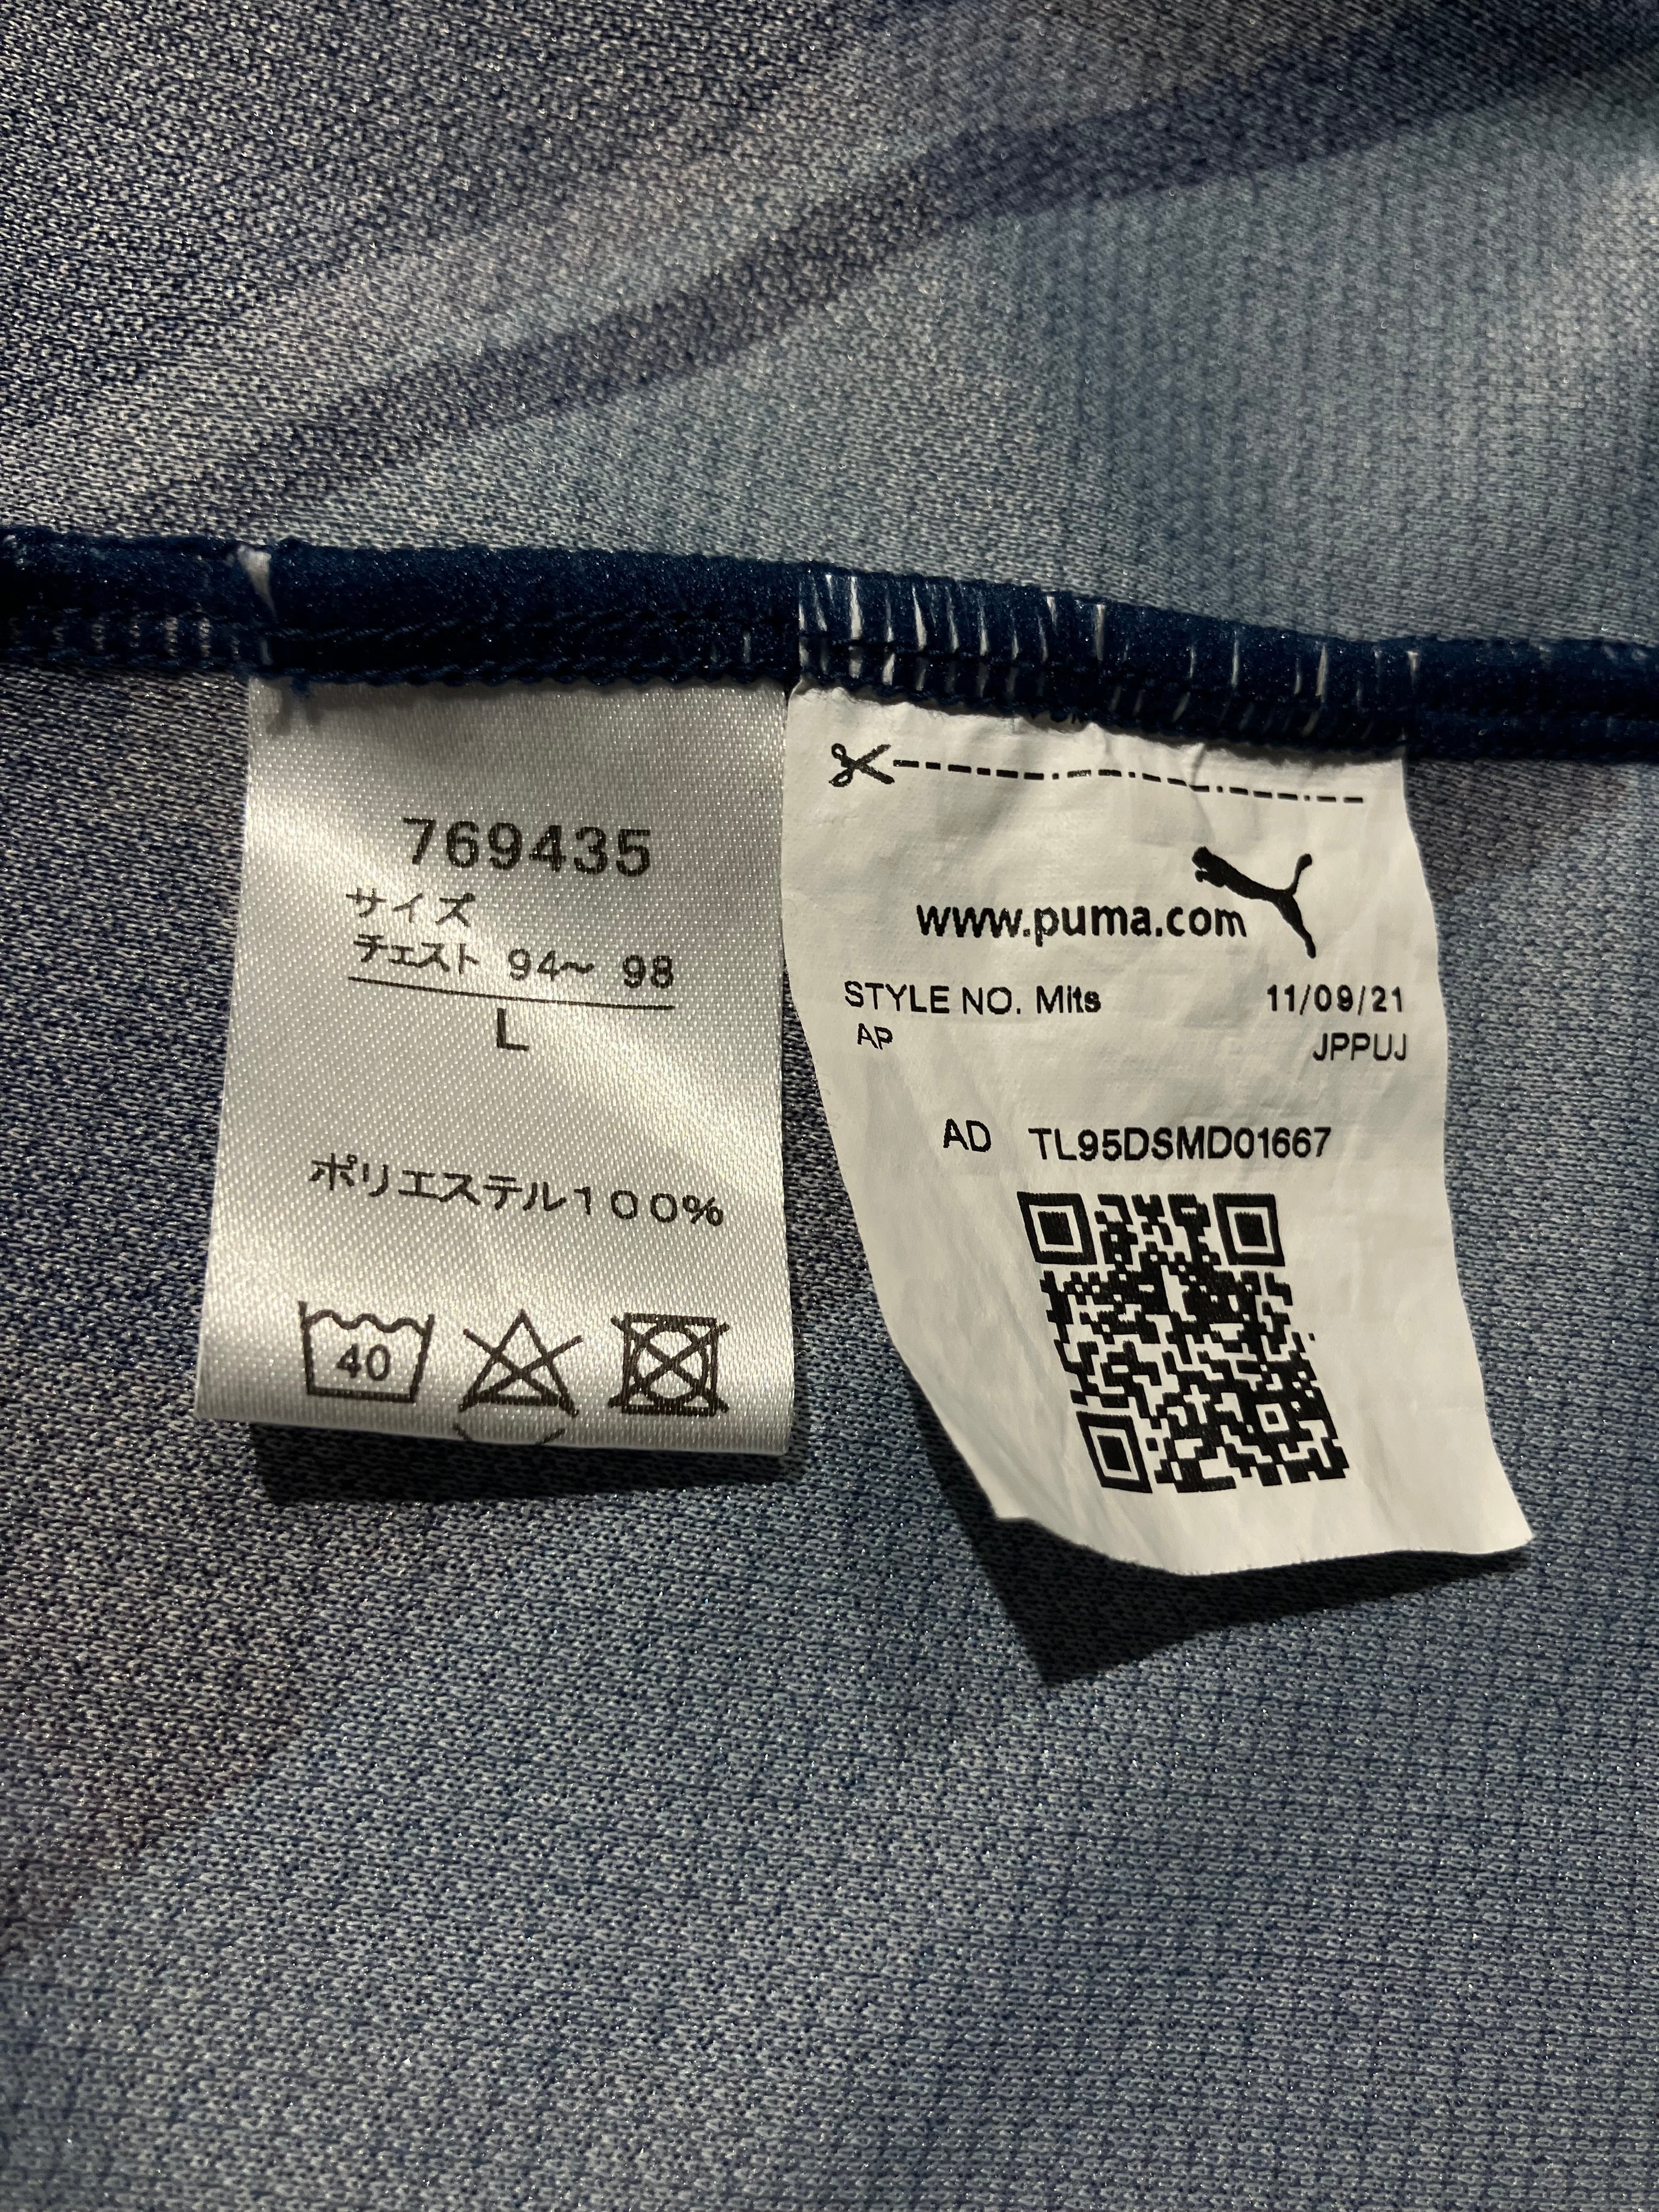 769435
サイズ
チェスト 94〜 98
L
ポリエステル100%
40
www.puma.com
STYLE NO. Mits 11/09/21
AP JPPUJ
AD TL95DSMD01667